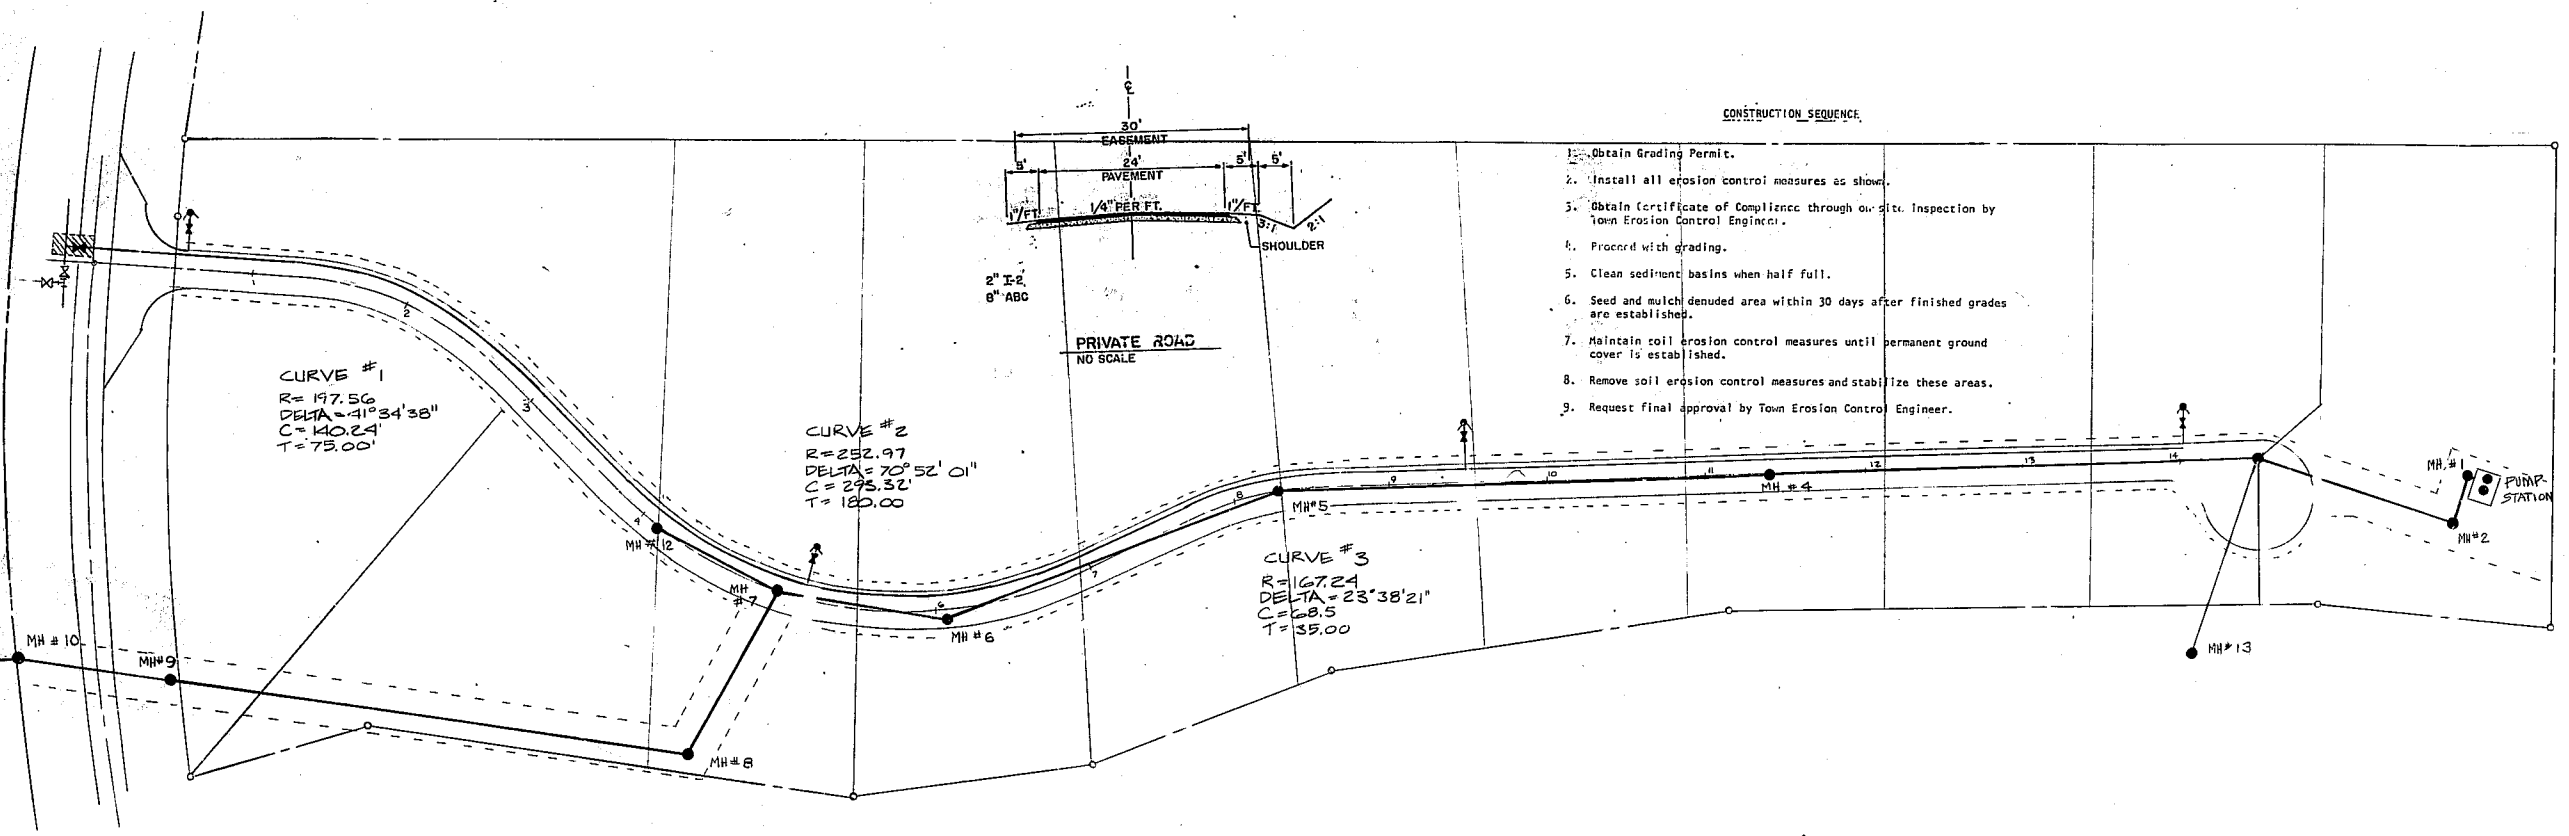 ℄
30'
EASEMENT
5'
24'
5'
5'
PAVEMENT
1"/FT.
1/4" PER FT.
1"/FT.
3:1
2:1
SHOULDER
2" I-2,
8" ABC
PRIVATE ROAD
NO SCALE
CONSTRUCTION SEQUENCE
1. Obtain Grading Permit.
2. Install all erosion control measures as shown.
3. Obtain Certificate of Compliance through on-site inspection by
Town Erosion Control Engineer.
4. Proceed with grading.
5. Clean sediment basins when half full.
6. Seed and mulch denuded area within 30 days after finished grades
are established.
7. Maintain soil erosion control measures until permanent ground
cover is established.
8. Remove soil erosion control measures and stabilize these areas.
9. Request final approval by Town Erosion Control Engineer.
CURVE #1
R= 197.56
DELTA = 41°34'38"
C = 140.24'
T = 75.00'
CURVE #2
R=252.97
DELTA = 70° 52' 01"
C = 293.32'
T = 180.00
CURVE #3
R=167.24
DELTA = 23°38'21"
C=68.5
T=35.00
1
2
3
4
6
7
8
9
10
11
12
13
14
MH #12
MH
#7
MH #6
MH#5
MH #4
MH. #1
PUMP-
STATION
MH#2
MH#13
MH #10
MH#9
MH#8